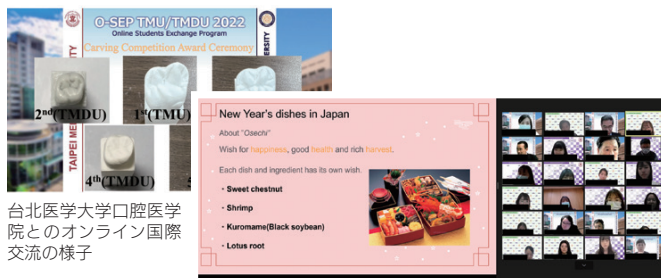 O-SEP TMU/TMDU 2022
Online Students Exchange Program
Carving Competition Award Ceremony
2nd(TMDU)
1st(TMU)
4th(TMDU)
TAIPEI ME
ERSITY
台北医学大学口腔医学
院とのオンライン国際
交流の様子
New Year's dishes in Japan
About "Osechi"
Wish for happiness, good health and rich harvest.
Each dish and ingredient has its own wish.
・Sweet chestnut
・Shrimp
・Kuromame(Black soybean)
・Lotus root